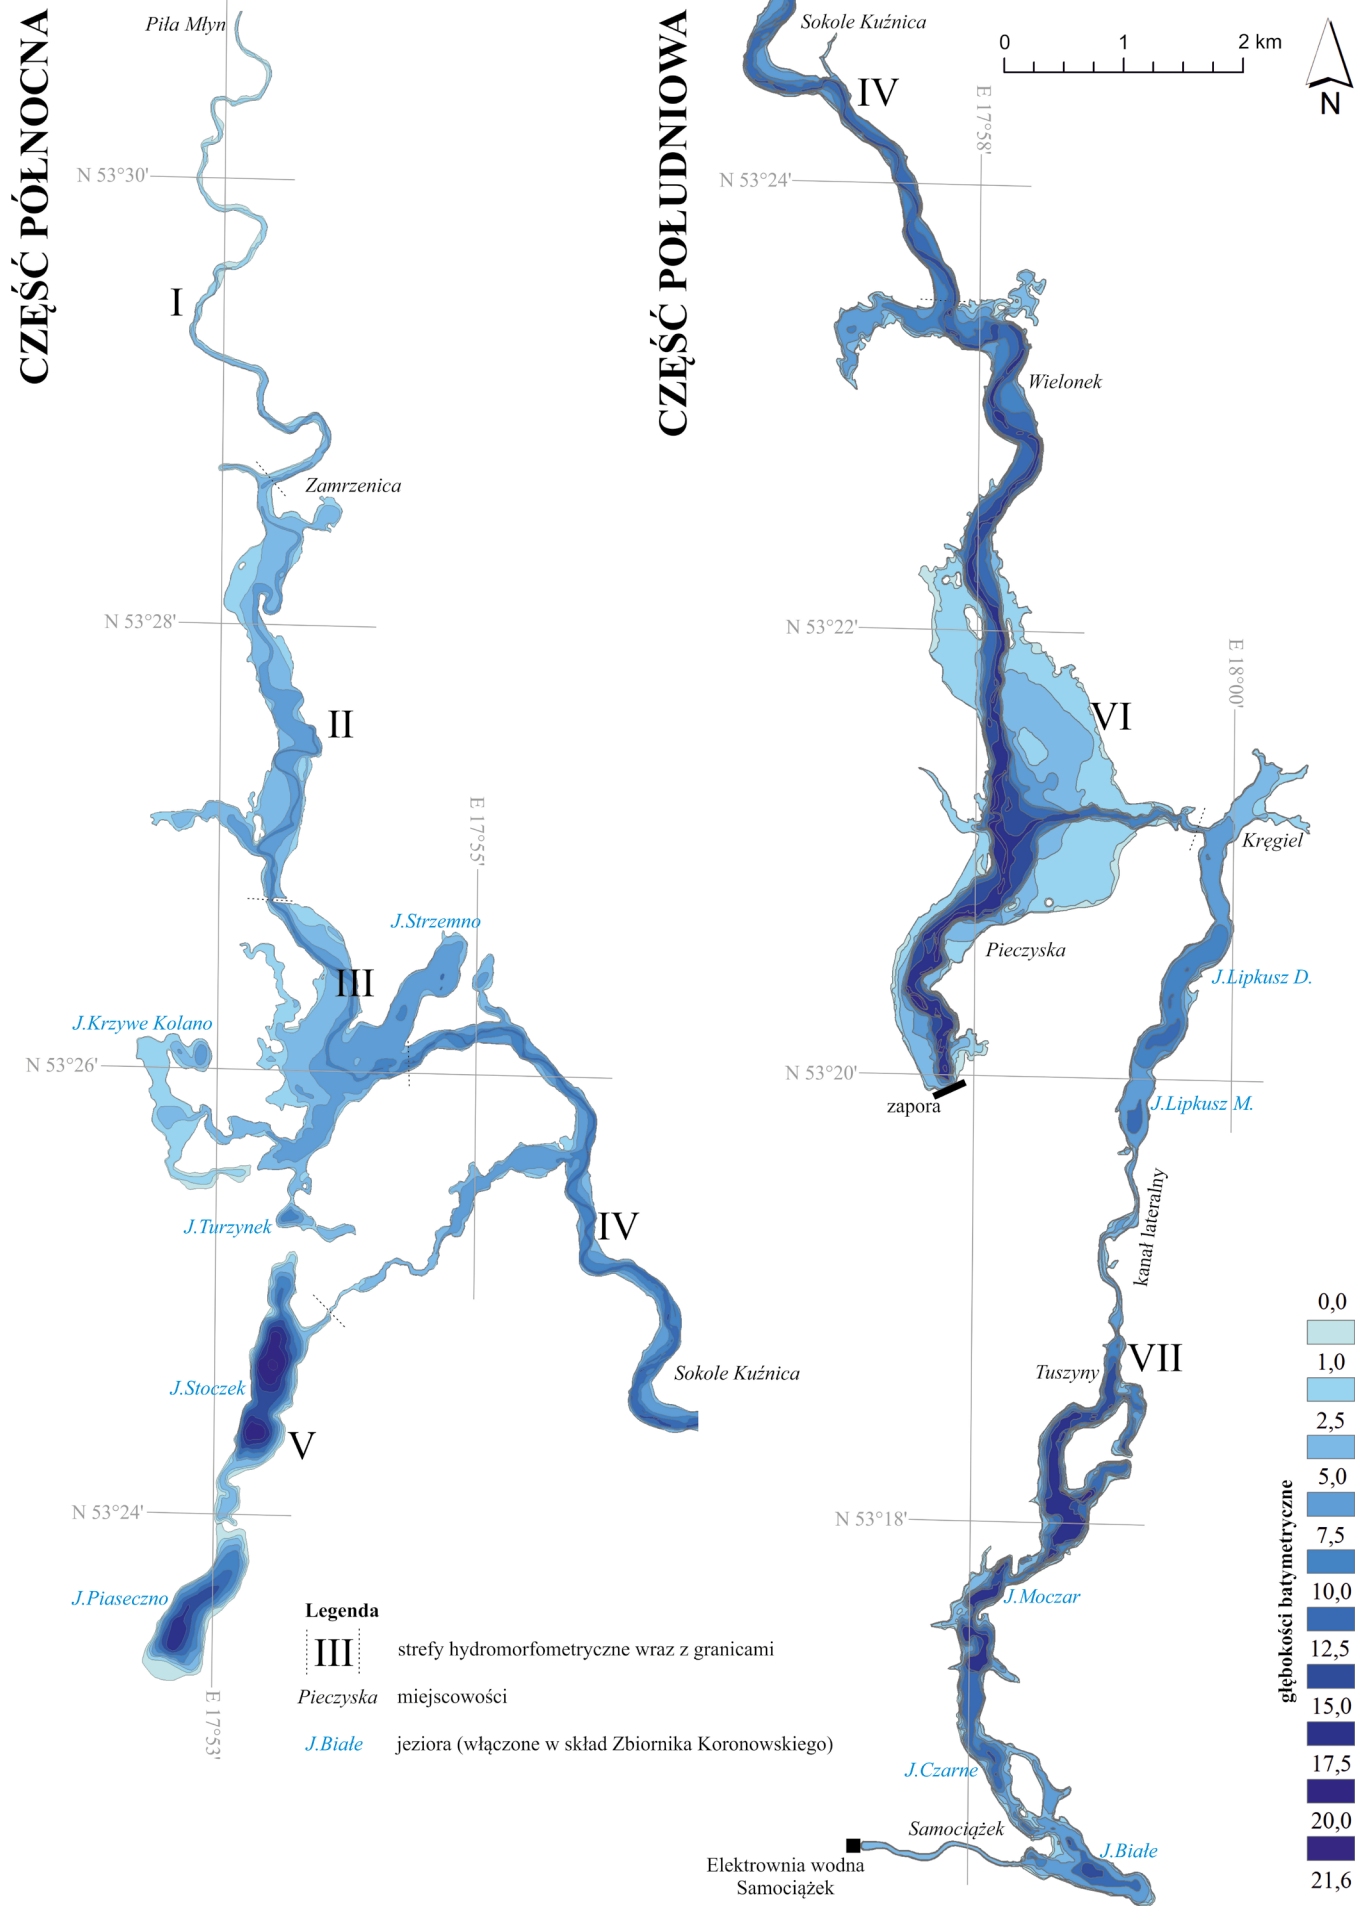 CZĘŚĆ PÓŁNOCNA
Piła Młyn
N 53°30'
I
Zamrzenica
N 53°28'
II
E 17°55'
J.Strzemno
III
J.Krzywe Kolano
N 53°26'
J.Turzynek
IV
J.Stoczek
Sokole Kuźnica
V
N 53°24'
J.Piaseczno
E 17°53'
Legenda
III
strefy hydromorfometryczne wraz z granicami
Pieczyska
miejscowości
J.Białe
jeziora (włączone w skład Zbiornika Koronowskiego)
CZĘŚĆ POŁUDNIOWA
Sokole Kuźnica
0 1 2 km
N
IV
E 17°58'
N 53°24'
Wielonek
N 53°22'
E 18°00'
VI
Kręgiel
Pieczyska
J.Lipkusz D.
N 53°20'
zapora
J.Lipkusz M.
kanał lateralny
VII
Tuszyny
N 53°18'
J.Moczar
J.Czarne
Samociążek
J.Białe
Elektrownia wodna
Samociążek
głębokości batymetryczne
0,0
1,0
2,5
5,0
7,5
10,0
12,5
15,0
17,5
20,0
21,6